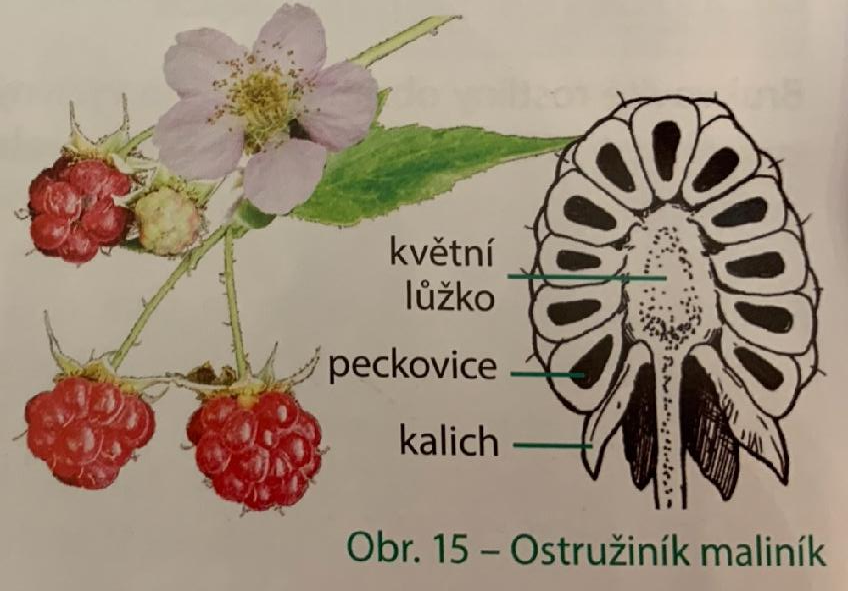 květní
lůžko
peckovice
kalich
Obr. 15 – Ostružiník maliník